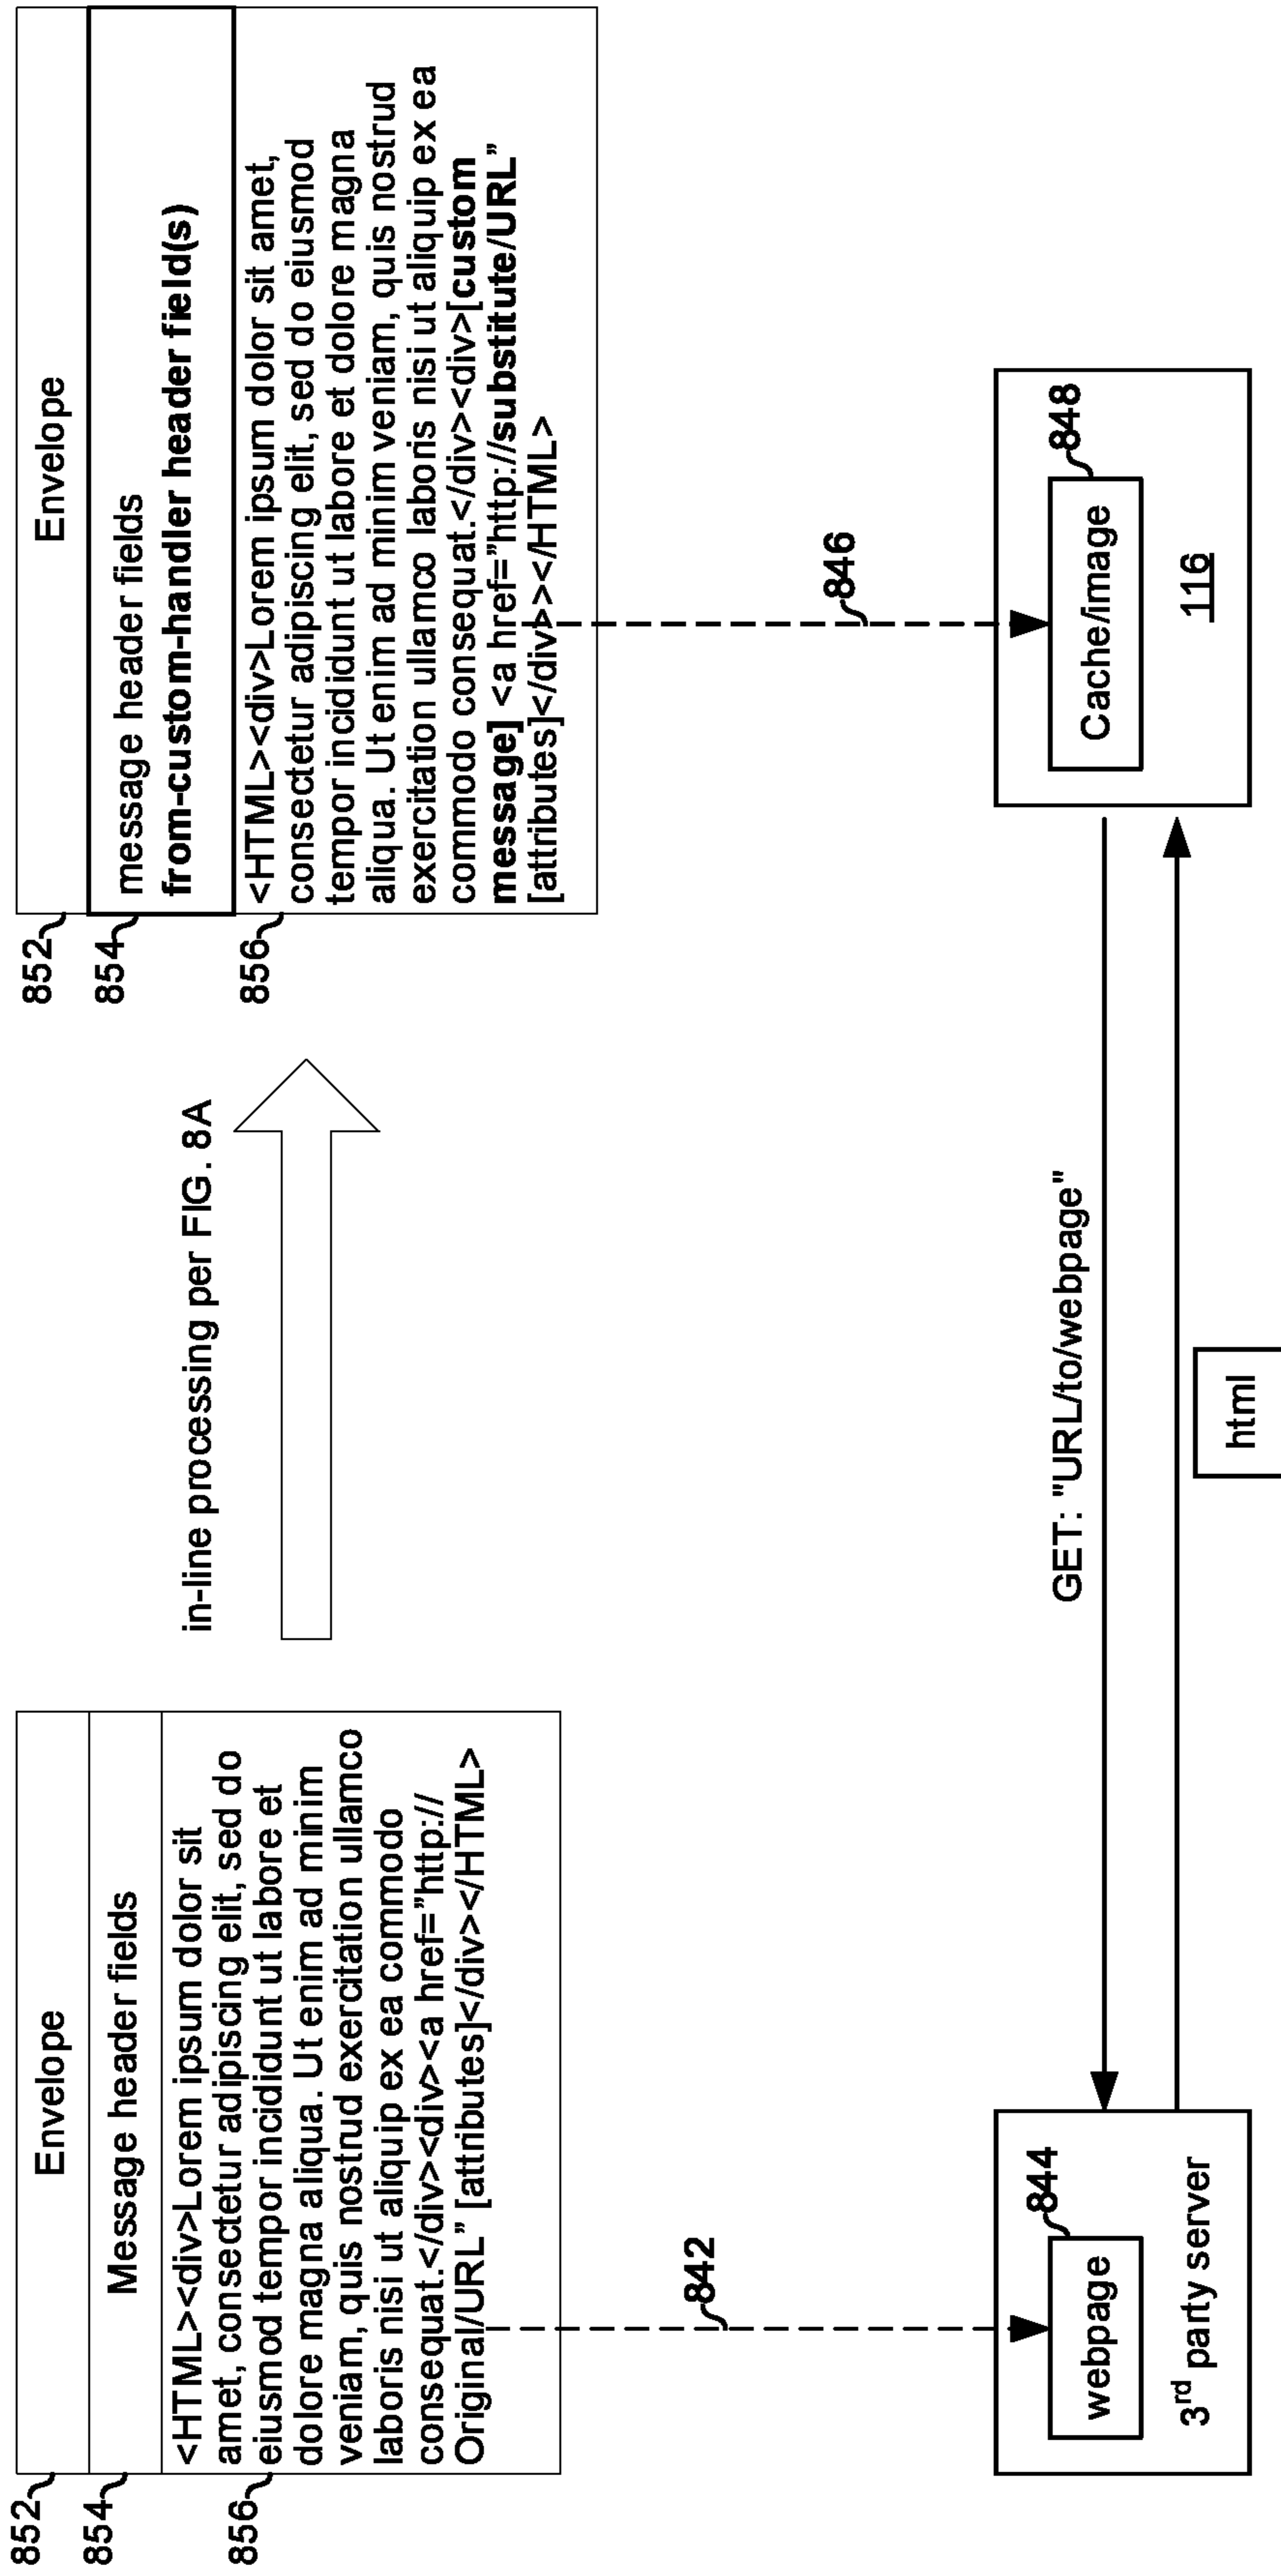 852
Envelope
854
Message header fields
856
<HTML><div>Lorem ipsum dolor sit
amet, consectetur adipiscing elit, sed do
eiusmod tempor incididunt ut labore et
dolore magna aliqua. Ut enim ad minim
veniam, quis nostrud exercitation ullamco
laboris nisi ut aliquip ex ea commodo
consequat.</div><div><a href="http://
Original/URL" [attributes]</div></HTML>
in-line processing per FIG. 8A
852
Envelope
854
message header fields
from-custom-handler header field(s)
856
<HTML><div>Lorem ipsum dolor sit amet,
consectetur adipiscing elit, sed do eiusmod
tempor incididunt ut labore et dolore magna
aliqua. Ut enim ad minim veniam, quis nostrud
exercitation ullamco laboris nisi ut aliquip ex ea
commodo consequat.</div><div>[custom
message] <a href="http://substitute/URL"
[attributes]</div>></HTML>
842
846
844
webpage
3rd party server
GET: "URL/to/webpage"
html
848
Cache/image
116